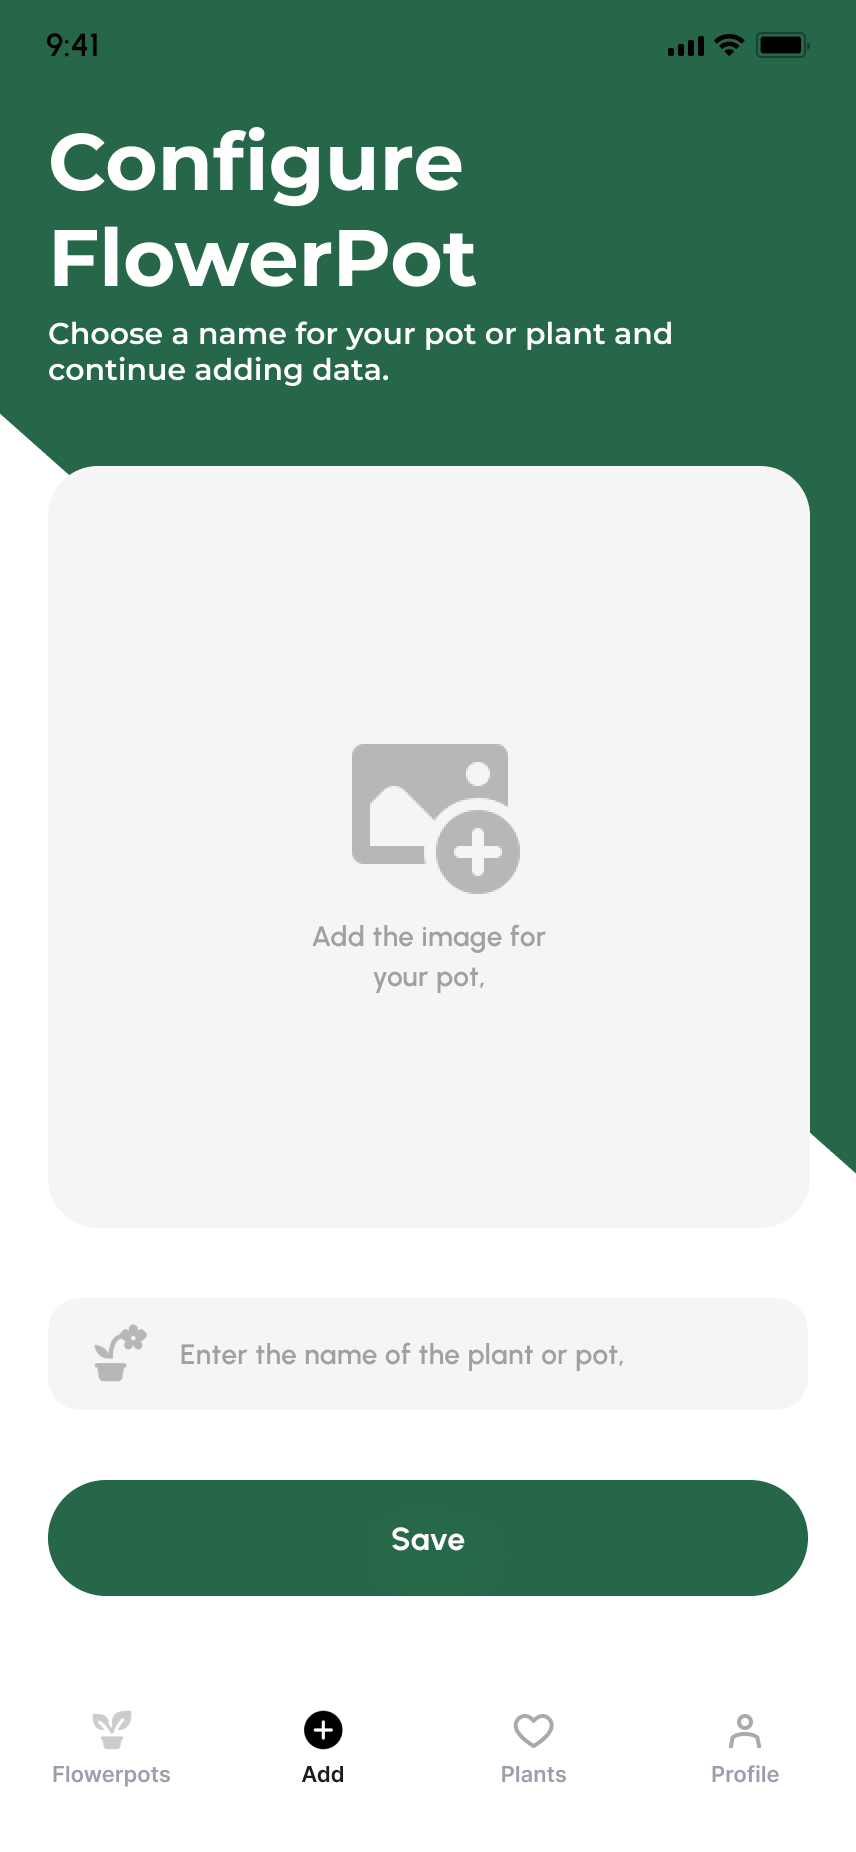 9:41
Configure
FlowerPot
Choose a name for your pot or plant and
continue adding data.
Add the image for
your pot,
Enter the name of the plant or pot,
Save
Flowerpots
Add
Plants
Profile